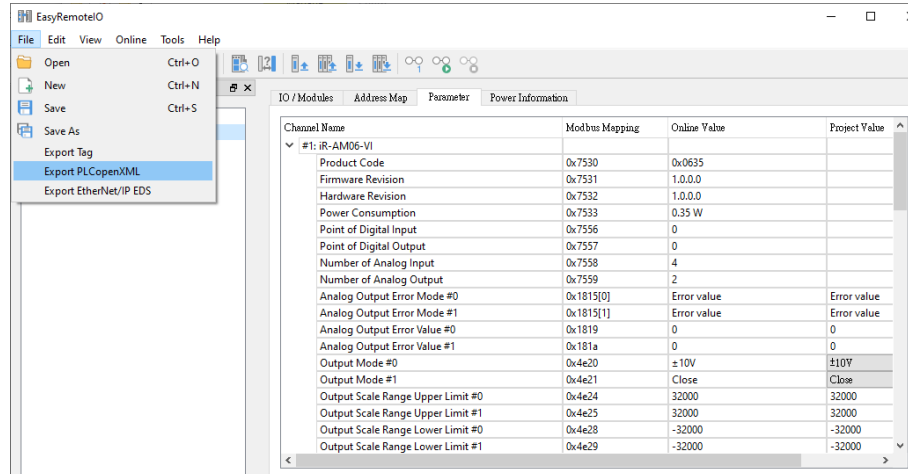 EasyRemoteIO
File Edit View Online Tools Help
Open Ctrl+O
New Ctrl+N
Save Ctrl+S
Save As
Export Tag
Export PLCopenXML
Export EtherNet/IP EDS
IO / Modules Address Map Parameter Power Information
Channel Name Modbus Mapping Online Value Project Value
#1: iR-AM06-VI
Product Code 0x7530 0x0635
Firmware Revision 0x7531 1.0.0.0
Hardware Revision 0x7532 1.0.0.0
Power Consumption 0x7533 0.35 W
Point of Digital Input 0x7556 0
Point of Digital Output 0x7557 0
Number of Analog Input 0x7558 4
Number of Analog Output 0x7559 2
Analog Output Error Mode #0 0x1815[0] Error value Error value
Analog Output Error Mode #1 0x1815[1] Error value Error value
Analog Output Error Value #0 0x1819 0 0
Analog Output Error Value #1 0x181a 0 0
Output Mode #0 0x4e20 ±10V ±10V
Output Mode #1 0x4e21 Close Close
Output Scale Range Upper Limit #0 0x4e24 32000 32000
Output Scale Range Upper Limit #1 0x4e25 32000 32000
Output Scale Range Lower Limit #0 0x4e28 -32000 -32000
Output Scale Range Lower Limit #1 0x4e29 -32000 -32000